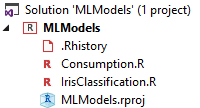 Solution 'MLModels' (1 project)
MLModels
.Rhistory
Consumption.R
IrisClassification.R
MLModels.rproj